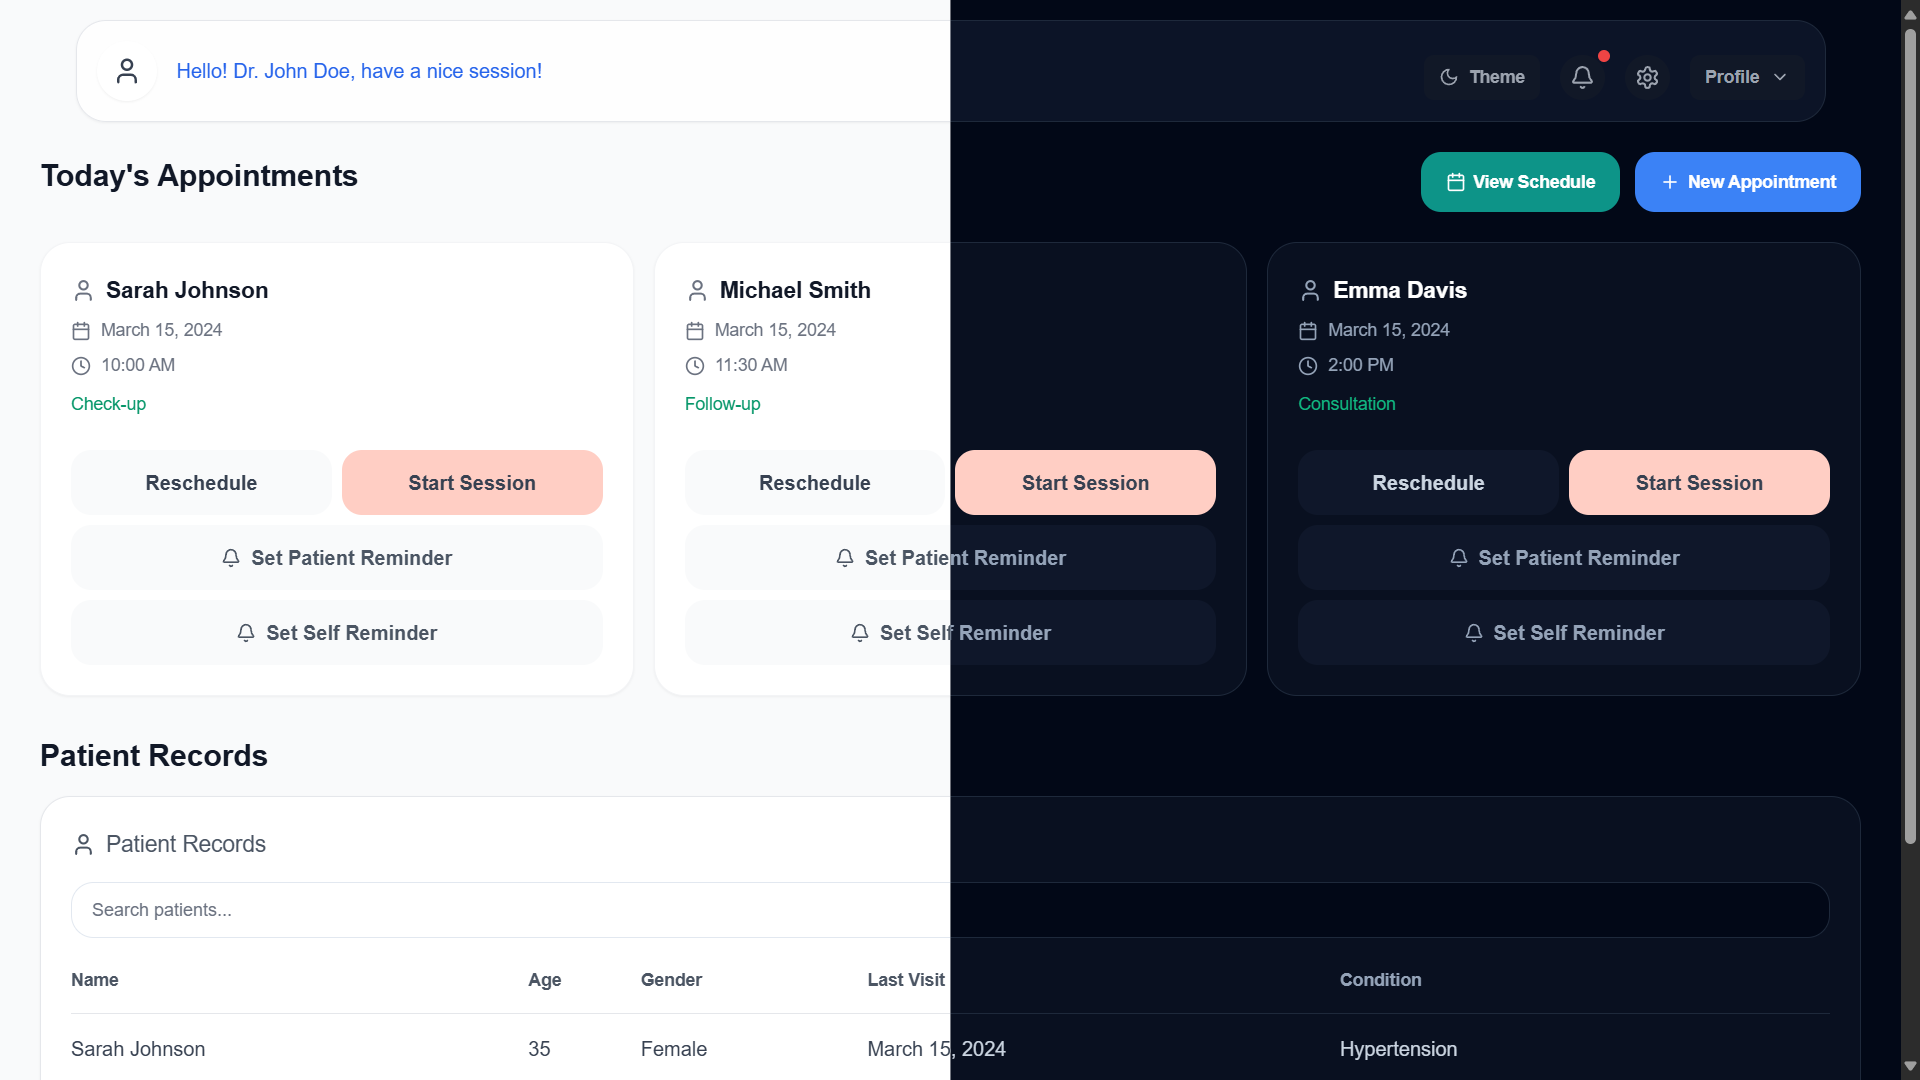 Hello! Dr. John Doe, have a nice session!
Theme
Profile
Today's Appointments
View Schedule
New Appointment
Sarah Johnson
March 15, 2024
10:00 AM
Check-up
Reschedule
Start Session
Set Patient Reminder
Set Self Reminder
Michael Smith
March 15, 2024
11:30 AM
Follow-up
Reschedule
Start Session
Set Patient Reminder
Set Self Reminder
Emma Davis
March 15, 2024
2:00 PM
Consultation
Reschedule
Start Session
Set Patient Reminder
Set Self Reminder
Patient Records
Patient Records
Search patients...
Name Age Gender Last Visit Condition
Sarah Johnson 35 Female March 15, 2024 Hypertension